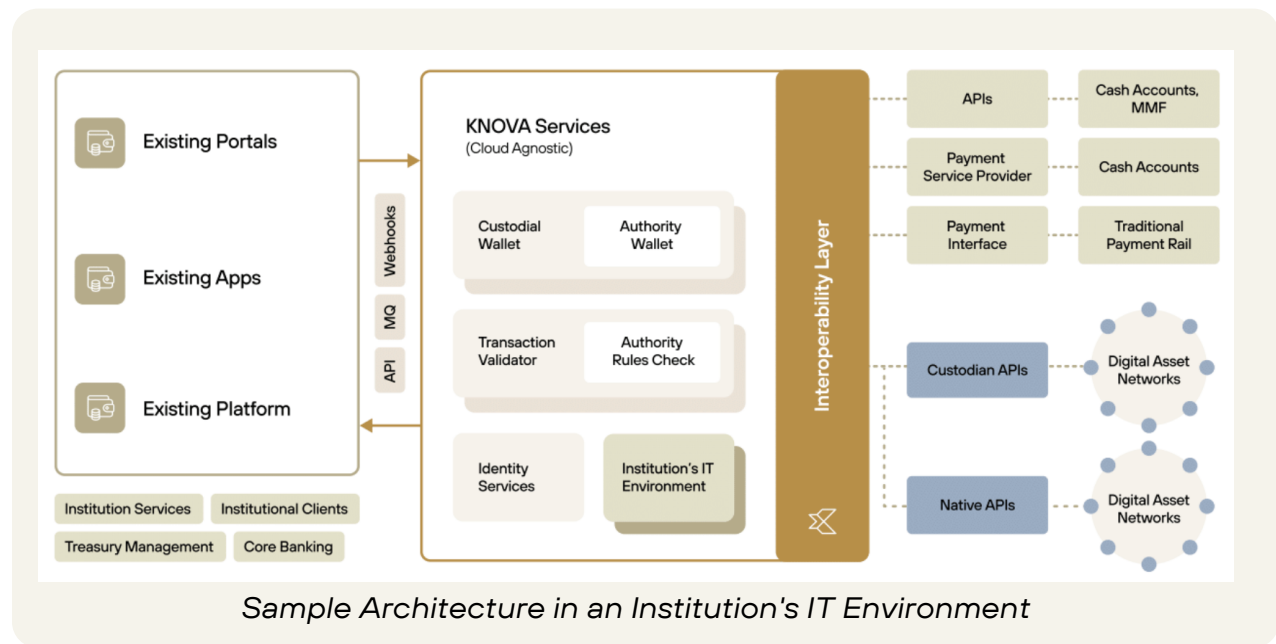 Existing Portals
Existing Apps
Existing Platform
Institution Services
Institutional Clients
Treasury Management
Core Banking
Webhooks
MQ
API
KNOVA Services
(Cloud Agnostic)
Custodial
Wallet
Authority
Wallet
Transaction
Validator
Authority
Rules Check
Identity
Services
Institution's IT
Environment
Interoperability Layer
APIs
Cash Accounts,
MMF
Payment
Service Provider
Cash Accounts
Payment
Interface
Traditional
Payment Rail
Custodian APIs
Digital Asset
Networks
Native APIs
Digital Asset
Networks
Sample Architecture in an Institution's IT Environment